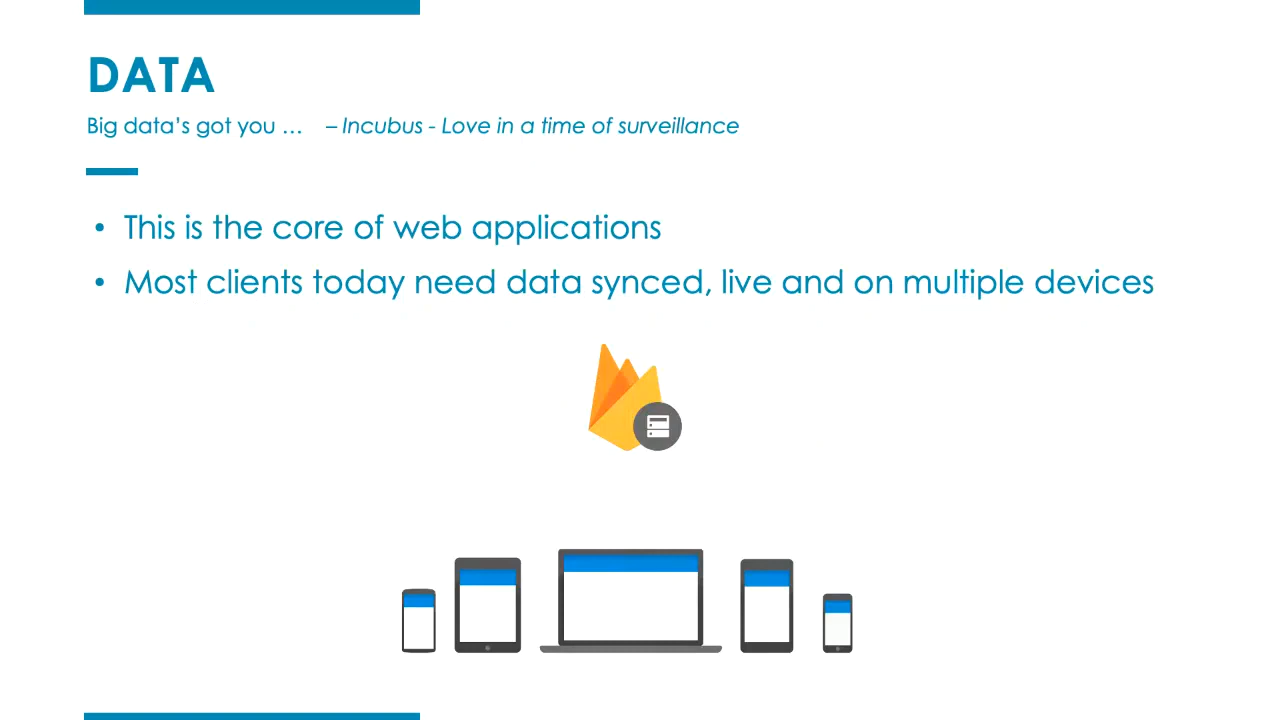 DATA
Big data's got you … – Incubus - Love in a time of surveillance
• This is the core of web applications
• Most clients today need data synced, live and on multiple devices